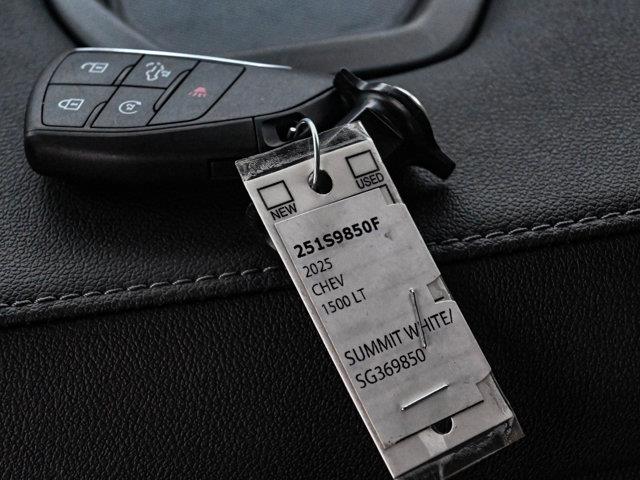 NEW
USED
251S9850F
2025
CHEV
1500 LT
SUMMIT WHITE/
SG369850